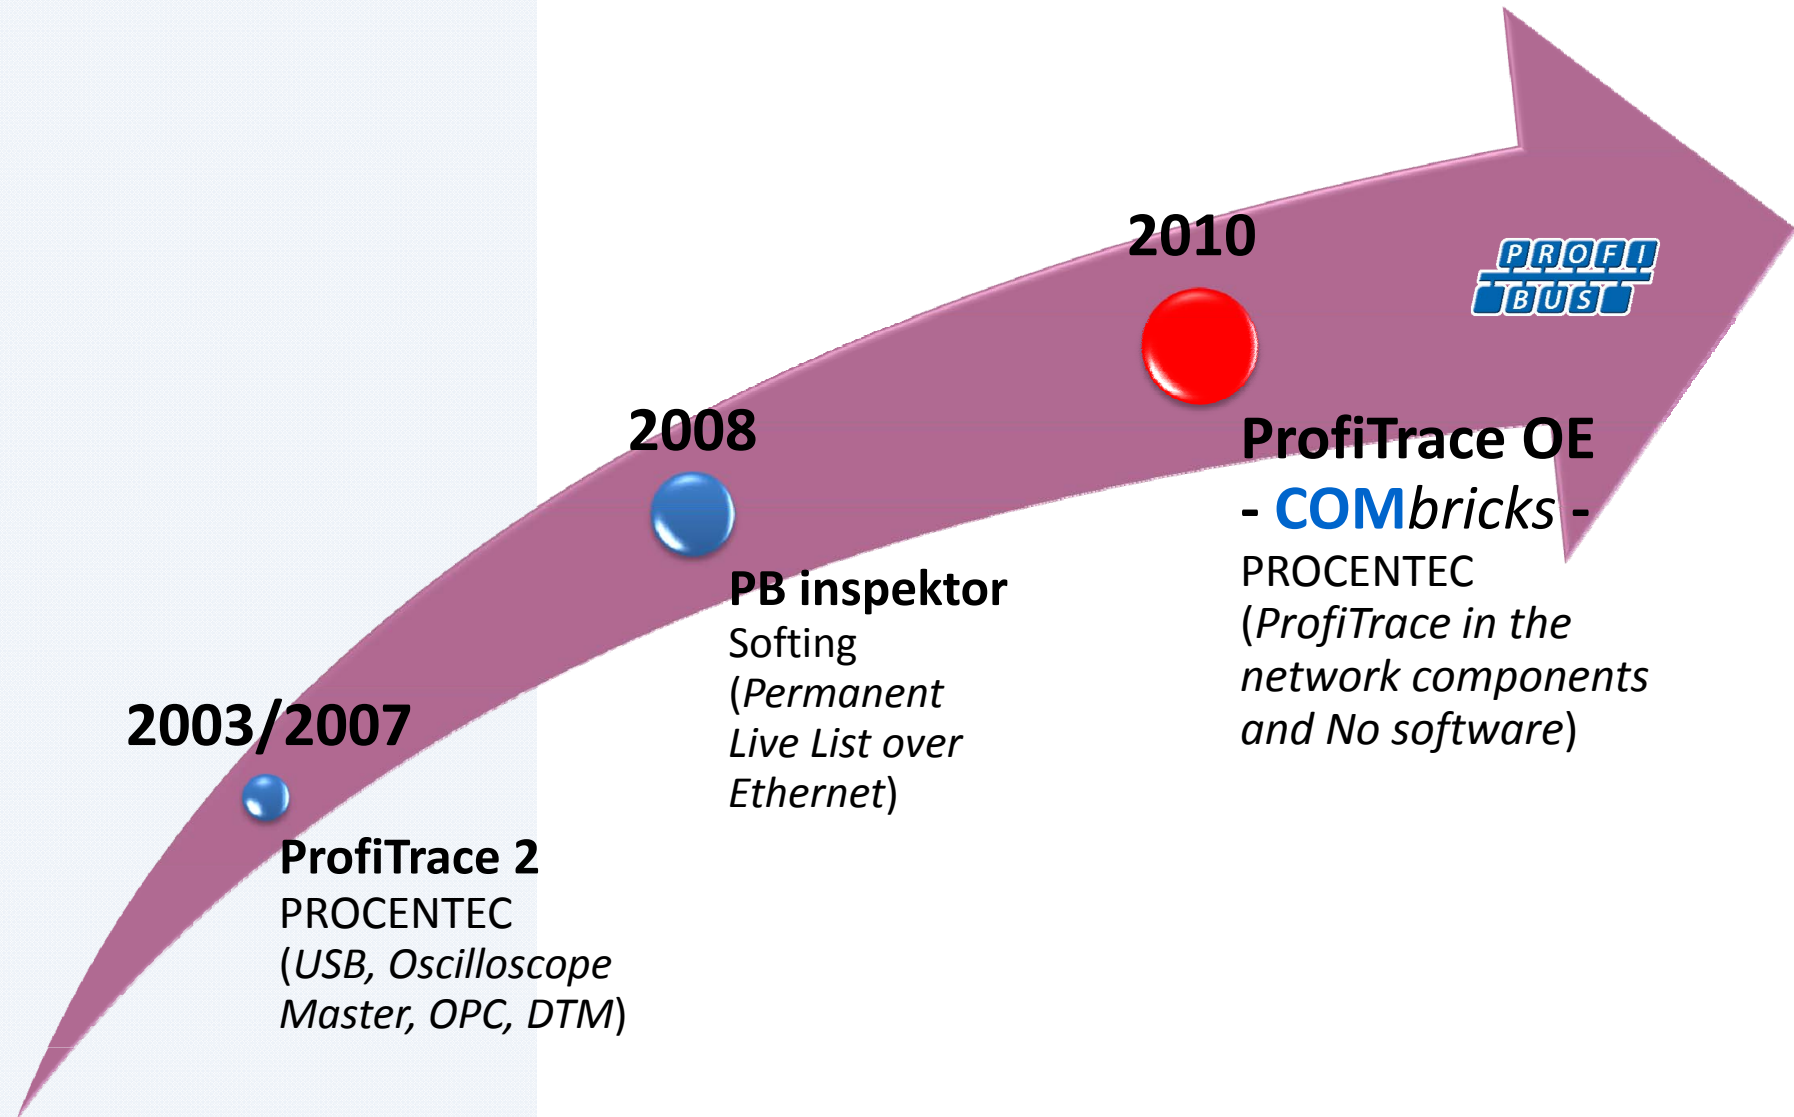 2003/2007
ProfiTrace 2
PROCENTEC
(USB, Oscilloscope
Master, OPC, DTM)
2008
PB inspektor
Softing
(Permanent
Live List over
Ethernet)
2010
ProfiTrace OE
- COMbricks -
PROCENTEC
(ProfiTrace in the
network components
and No software)
PROFI
BUS